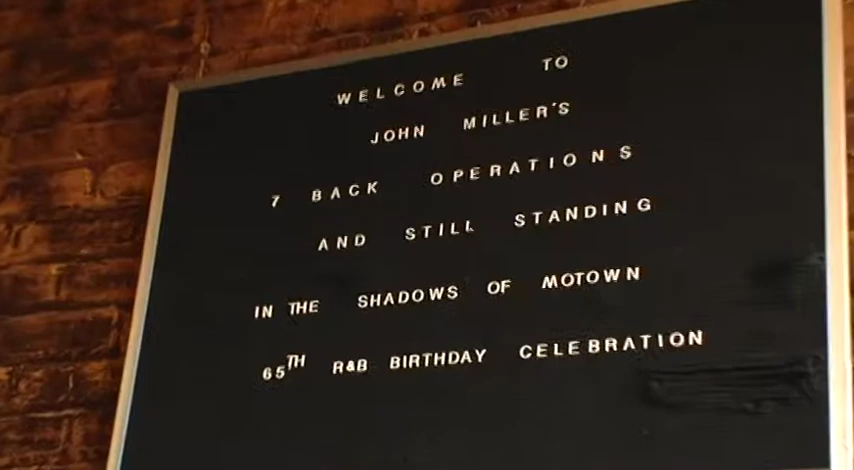 WELCOME TO
JOHN MILLER'S
7 BACK OPERATIONS
AND STILL STANDING
IN THE SHADOWS OF MOTOWN
65TH R&B BIRTHDAY CELEBRATION